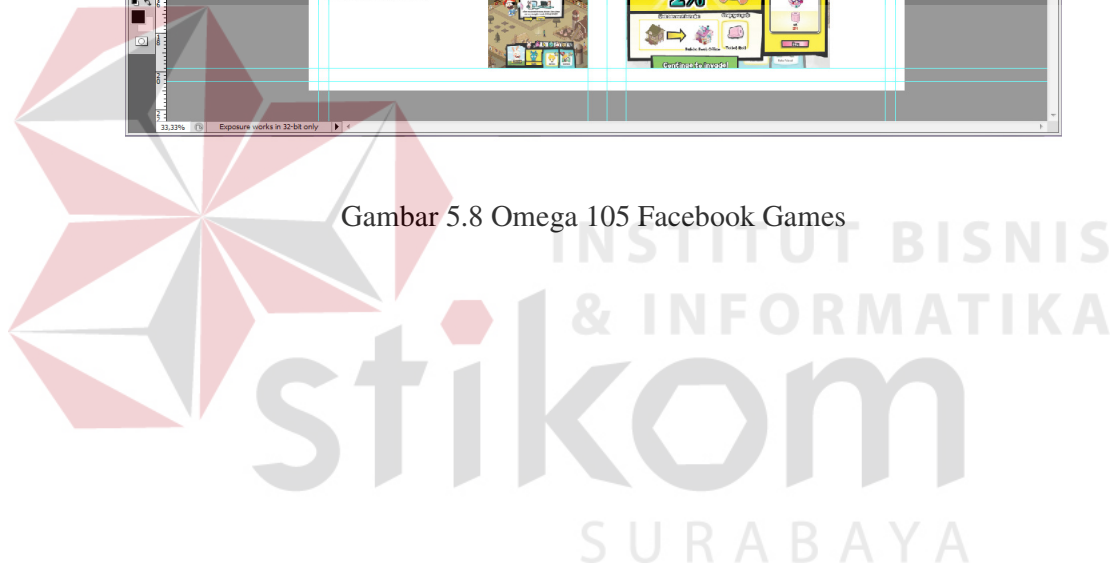 2%
33,33% Exposure works in 32-bit only
Gambar 5.8 Omega 105 Facebook Games
INSTITUT BISNIS
& INFORMATIKA
stikom
SURABAYA